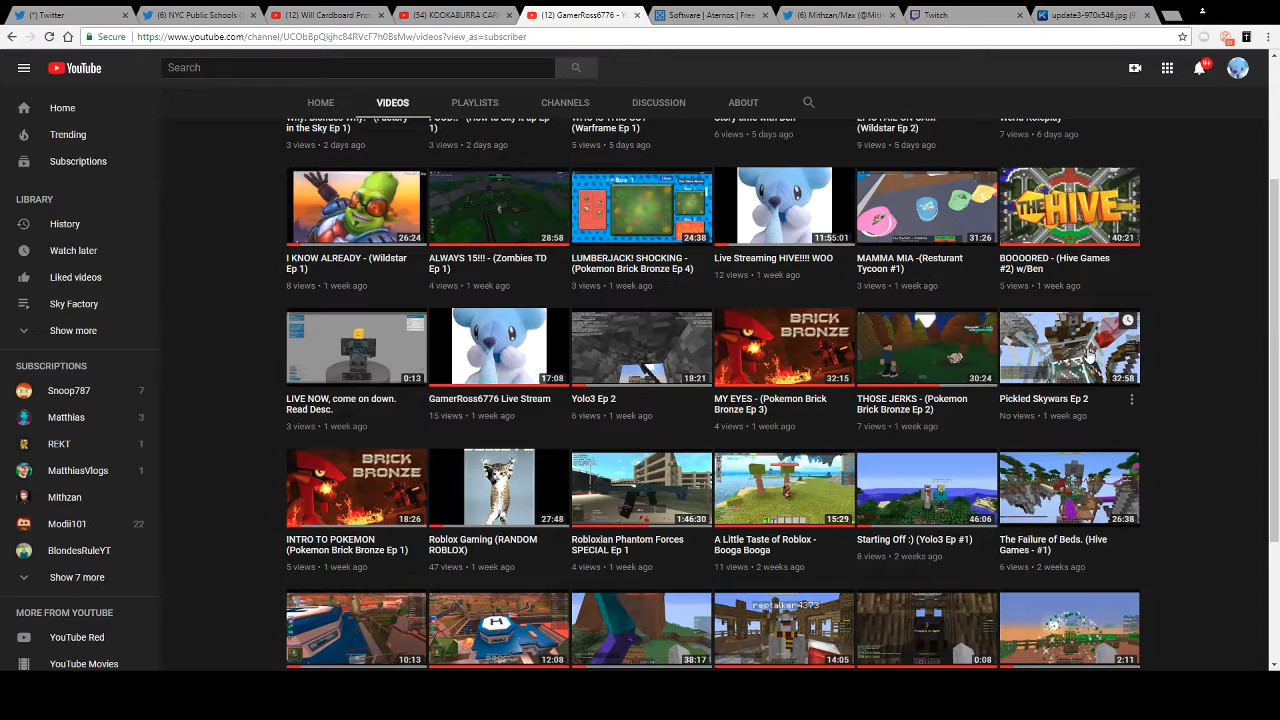 (*) Twitter
(6) NYC Public Schools (
(12) Will Cardboard Prot
(54) KOOKABURRA CAR
(12) GamerRoss6776 - Yo
Software | Aternos | Free
(6) Mithzan/Max (@Mith
Twitch
update3-970x546.jpg (97
Secure
YouTube
Search
9+
HOME
VIDEOS
PLAYLISTS
CHANNELS
DISCUSSION
ABOUT
Home
Trending
Subscriptions
LIBRARY
History
Watch later
Liked videos
Sky Factory
Show more
SUBSCRIPTIONS
Snoop787 7
Matthias 3
REKT 1
MatthiasVlogs 1
Mithzan
Modii101 22
BlondesRuleYT
Show 7 more
MORE FROM YOUTUBE
YouTube Red
YouTube Movies
in the Sky Ep 1)
3 views • 2 days ago
1)
3 views • 2 days ago
(Warframe Ep 1)
5 views • 5 days ago
6 views • 5 days ago
(Wildstar Ep 2)
9 views • 5 days ago
7 views • 6 days ago
26:24
28:58
Box 1
24:38
11:55:01
31:26
THE HIVE
40:21
I KNOW ALREADY - (Wildstar
Ep 1)
8 views • 1 week ago
ALWAYS 15!!! - (Zombies TD
Ep 1)
4 views • 1 week ago
LUMBERJACK! SHOCKING -
(Pokemon Brick Bronze Ep 4)
3 views • 1 week ago
Live Streaming HIVE!!!! WOO
12 views • 1 week ago
MAMMA MIA -(Resturant
Tycoon #1)
3 views • 1 week ago
BOOOORED - (Hive Games
#2) w/Ben
5 views • 1 week ago
0:13
17:08
18:21
BRICK
BRONZE
32:15
30:24
32:58
LIVE NOW, come on down.
Read Desc.
3 views • 1 week ago
GamerRoss6776 Live Stream
15 views • 1 week ago
Yolo3 Ep 2
6 views • 1 week ago
MY EYES - (Pokemon Brick
Bronze Ep 3)
4 views • 1 week ago
THOSE JERKS - (Pokemon
Brick Bronze Ep 2)
7 views • 1 week ago
Pickled Skywars Ep 2
No views • 1 week ago
BRICK
BRONZE
18:26
27:48
1:46:30
15:29
46:06
26:38
INTRO TO POKEMON
(Pokemon Brick Bronze Ep 1)
5 views • 1 week ago
Roblox Gaming (RANDOM
ROBLOX)
47 views • 1 week ago
Robloxian Phantom Forces
SPECIAL Ep 1
4 views • 1 week ago
A Little Taste of Roblox -
Booga Booga
11 views • 2 weeks ago
Starting Off :) (Yolo3 Ep #1)
8 views • 2 weeks ago
The Failure of Beds. (Hive
Games - #1)
6 views • 2 weeks ago
10:13
H
12:08
38:17
reptalker1373
14:05
3
0:08
2:11